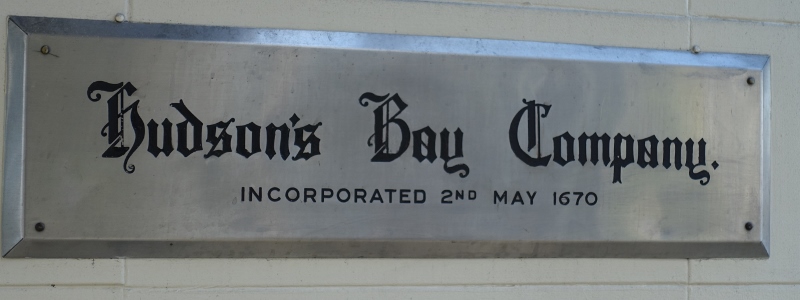 Hudson's Bay Company.
INCORPORATED 2ND MAY 1670